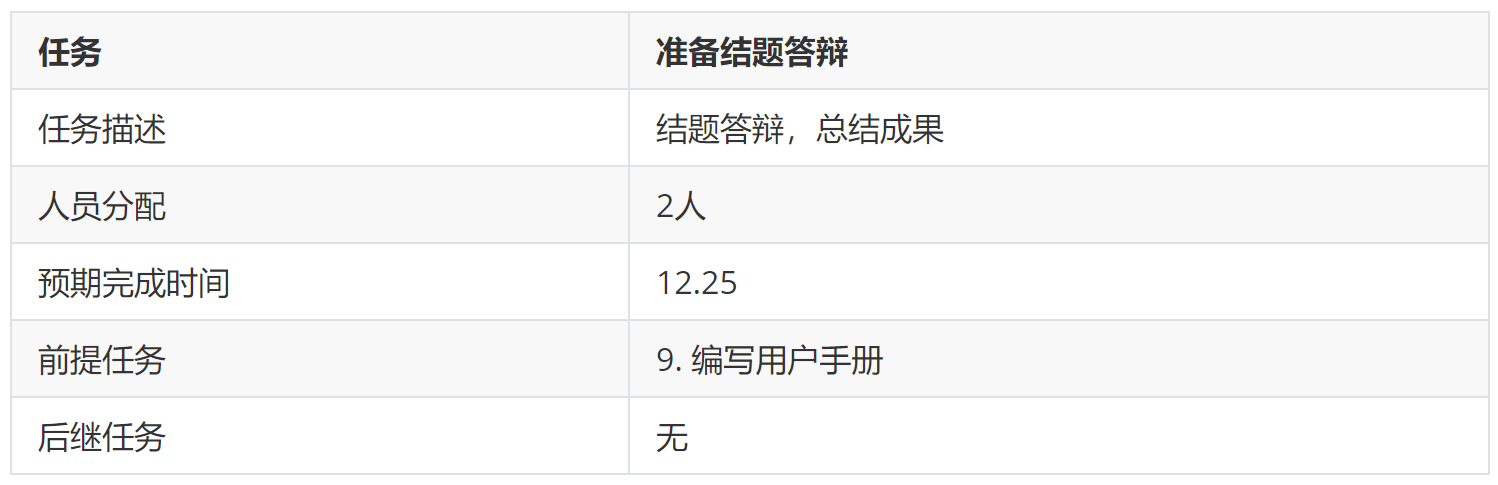 任务 准备结题答辩
任务描述 结题答辩，总结成果
人员分配 2人
预期完成时间 12.25
前提任务 9. 编写用户手册
后继任务 无